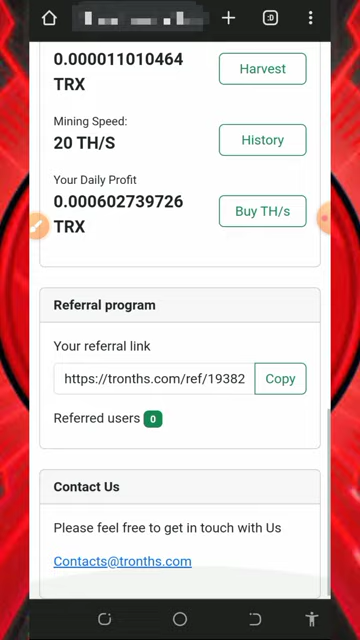 :D
0.000011010464
TRX
Harvest
Mining Speed:
20 TH/S
History
Your Daily Profit
0.000602739726
TRX
Buy TH/s
Referral program
Your referral link
https://tronths.com/ref/19382
Copy
Referred users 0
Contact Us
Please feel free to get in touch with Us
Contacts@tronths.com